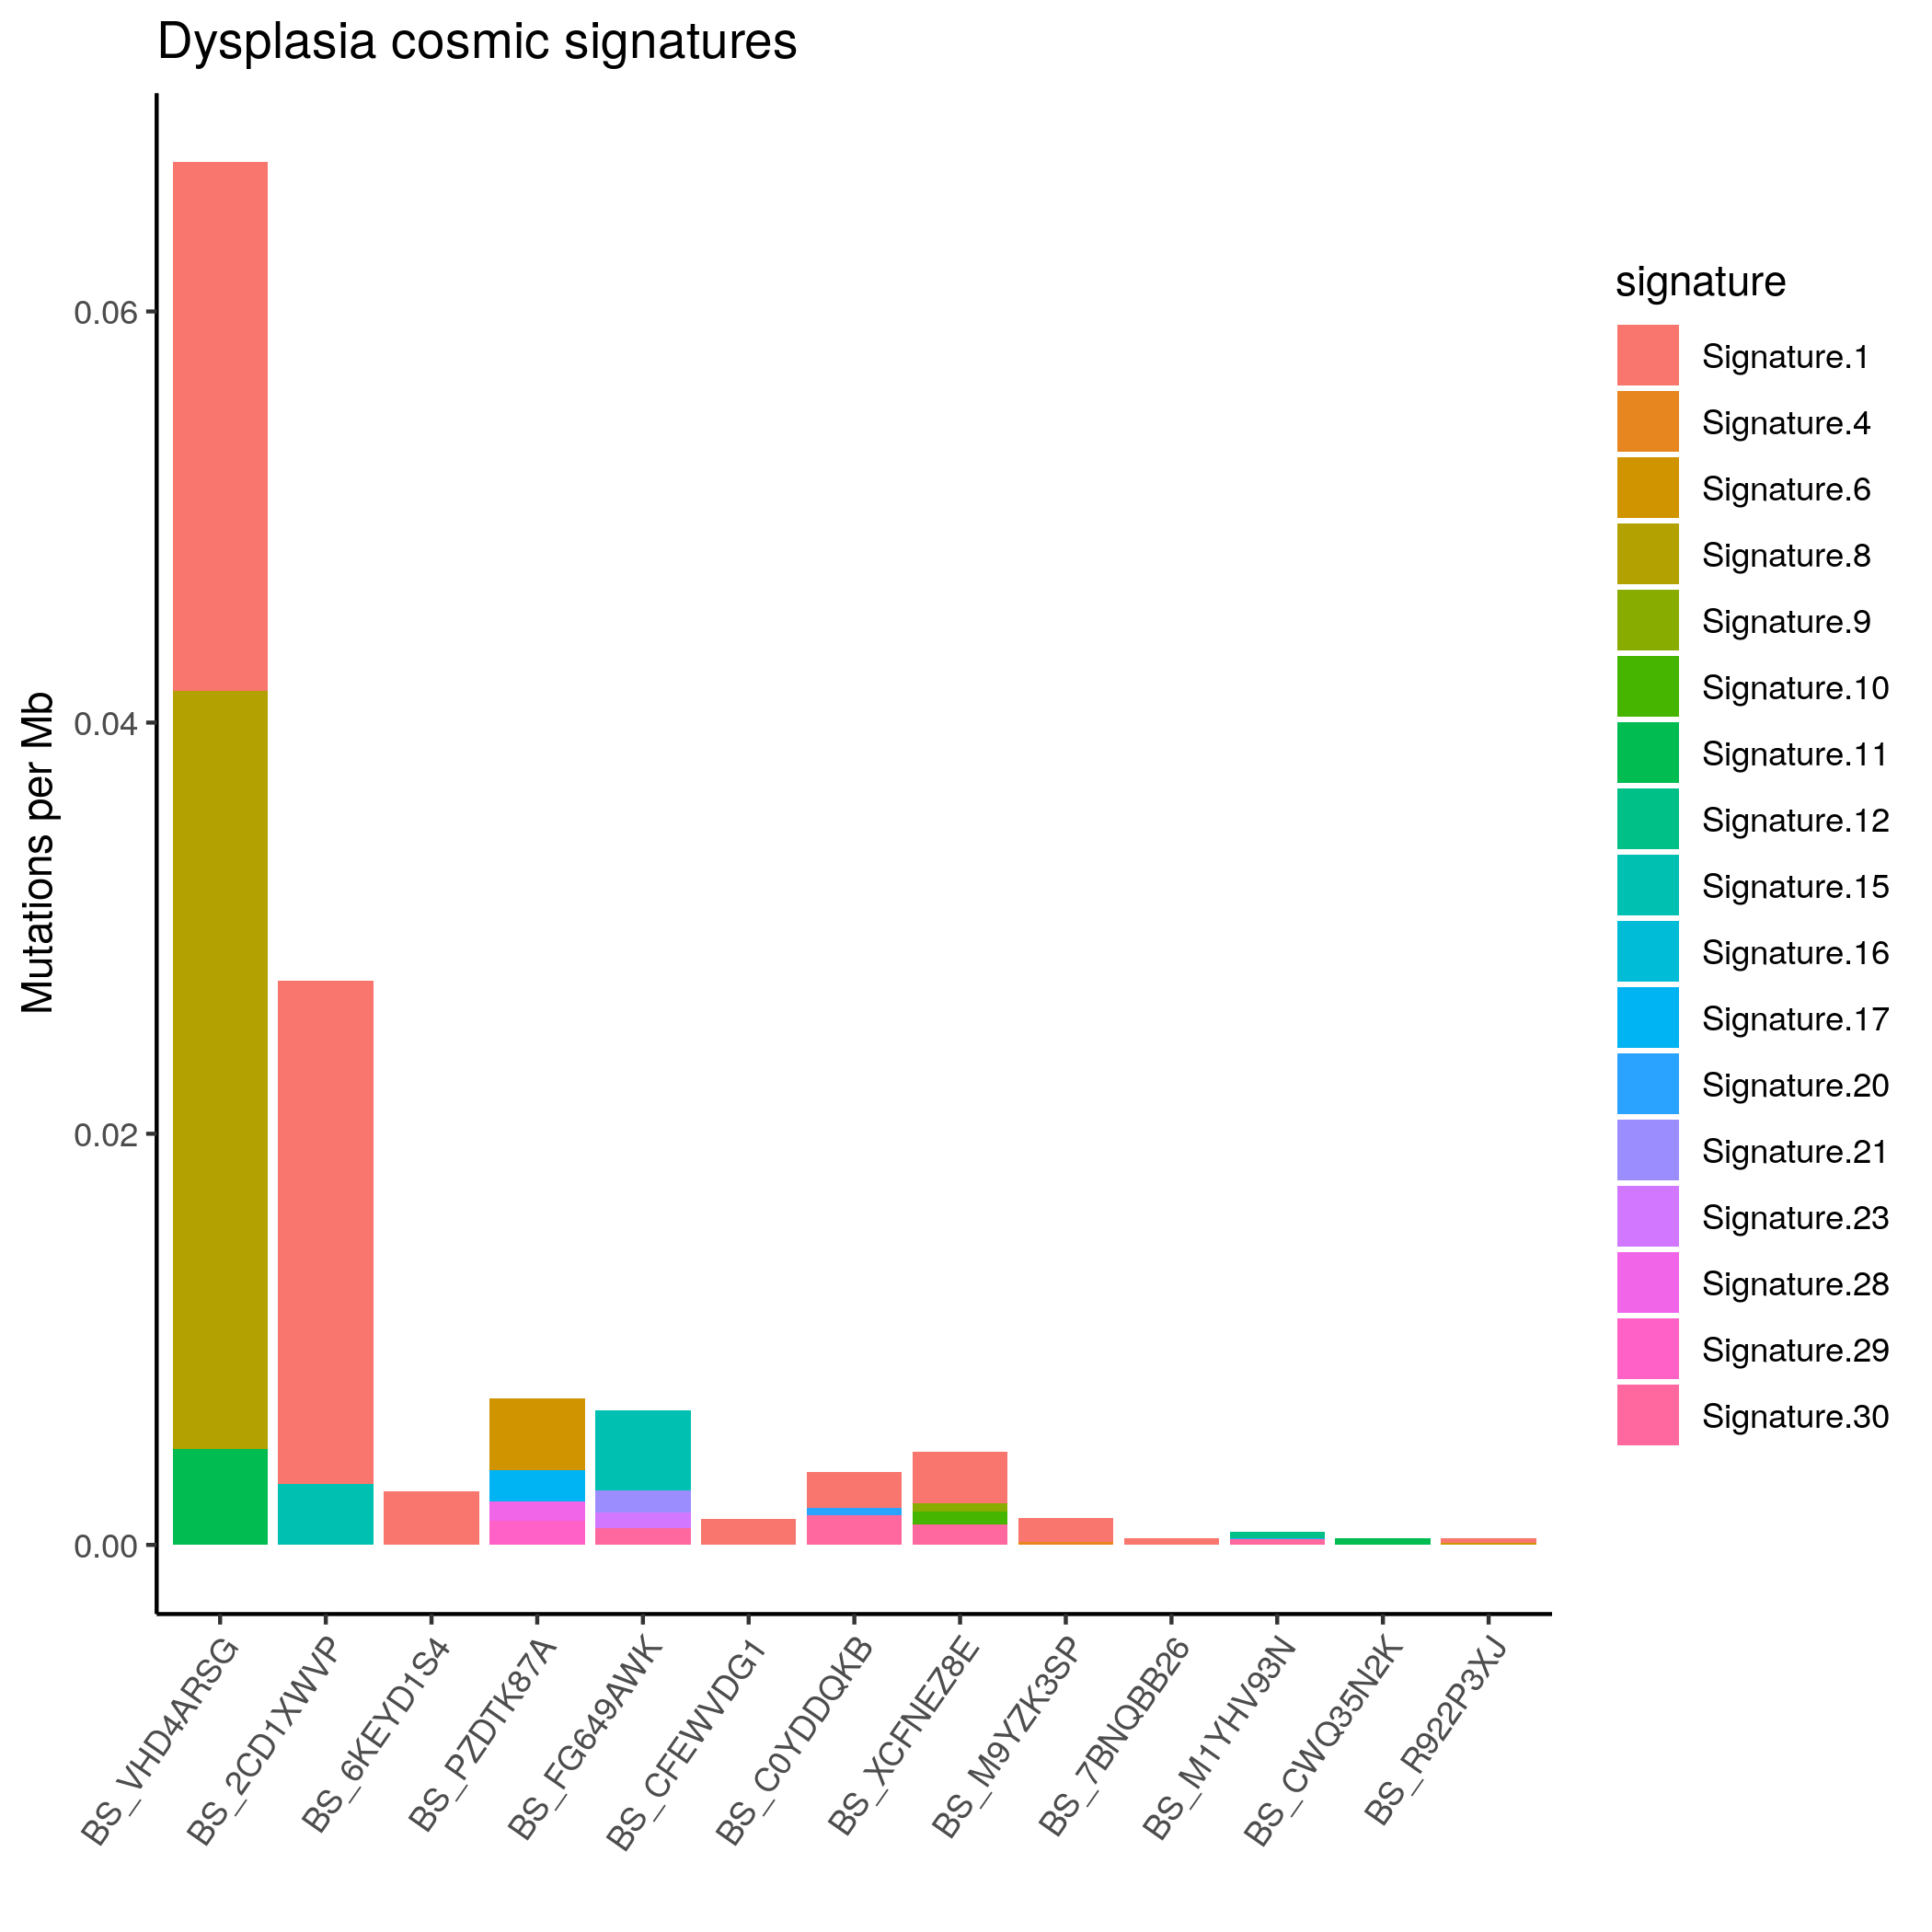 Dysplasia cosmic signatures
Mutations per Mb
0.06
0.04
0.02
0.00
BS_VHD4ARSG
BS_2CD1XWVP
BS_6KEYD1S4
BS_PZDTK87A
BS_FG649AWK
BS_CFEWVDG1
BS_C0YDDQKB
BS_XCFNEZ8E
BS_M9YZK3SP
BS_7BNQBB26
BS_M1YHV93N
BS_CWQ35N2K
BS_R922P3XJ
signature
Signature.1
Signature.4
Signature.6
Signature.8
Signature.9
Signature.10
Signature.11
Signature.12
Signature.15
Signature.16
Signature.17
Signature.20
Signature.21
Signature.23
Signature.28
Signature.29
Signature.30